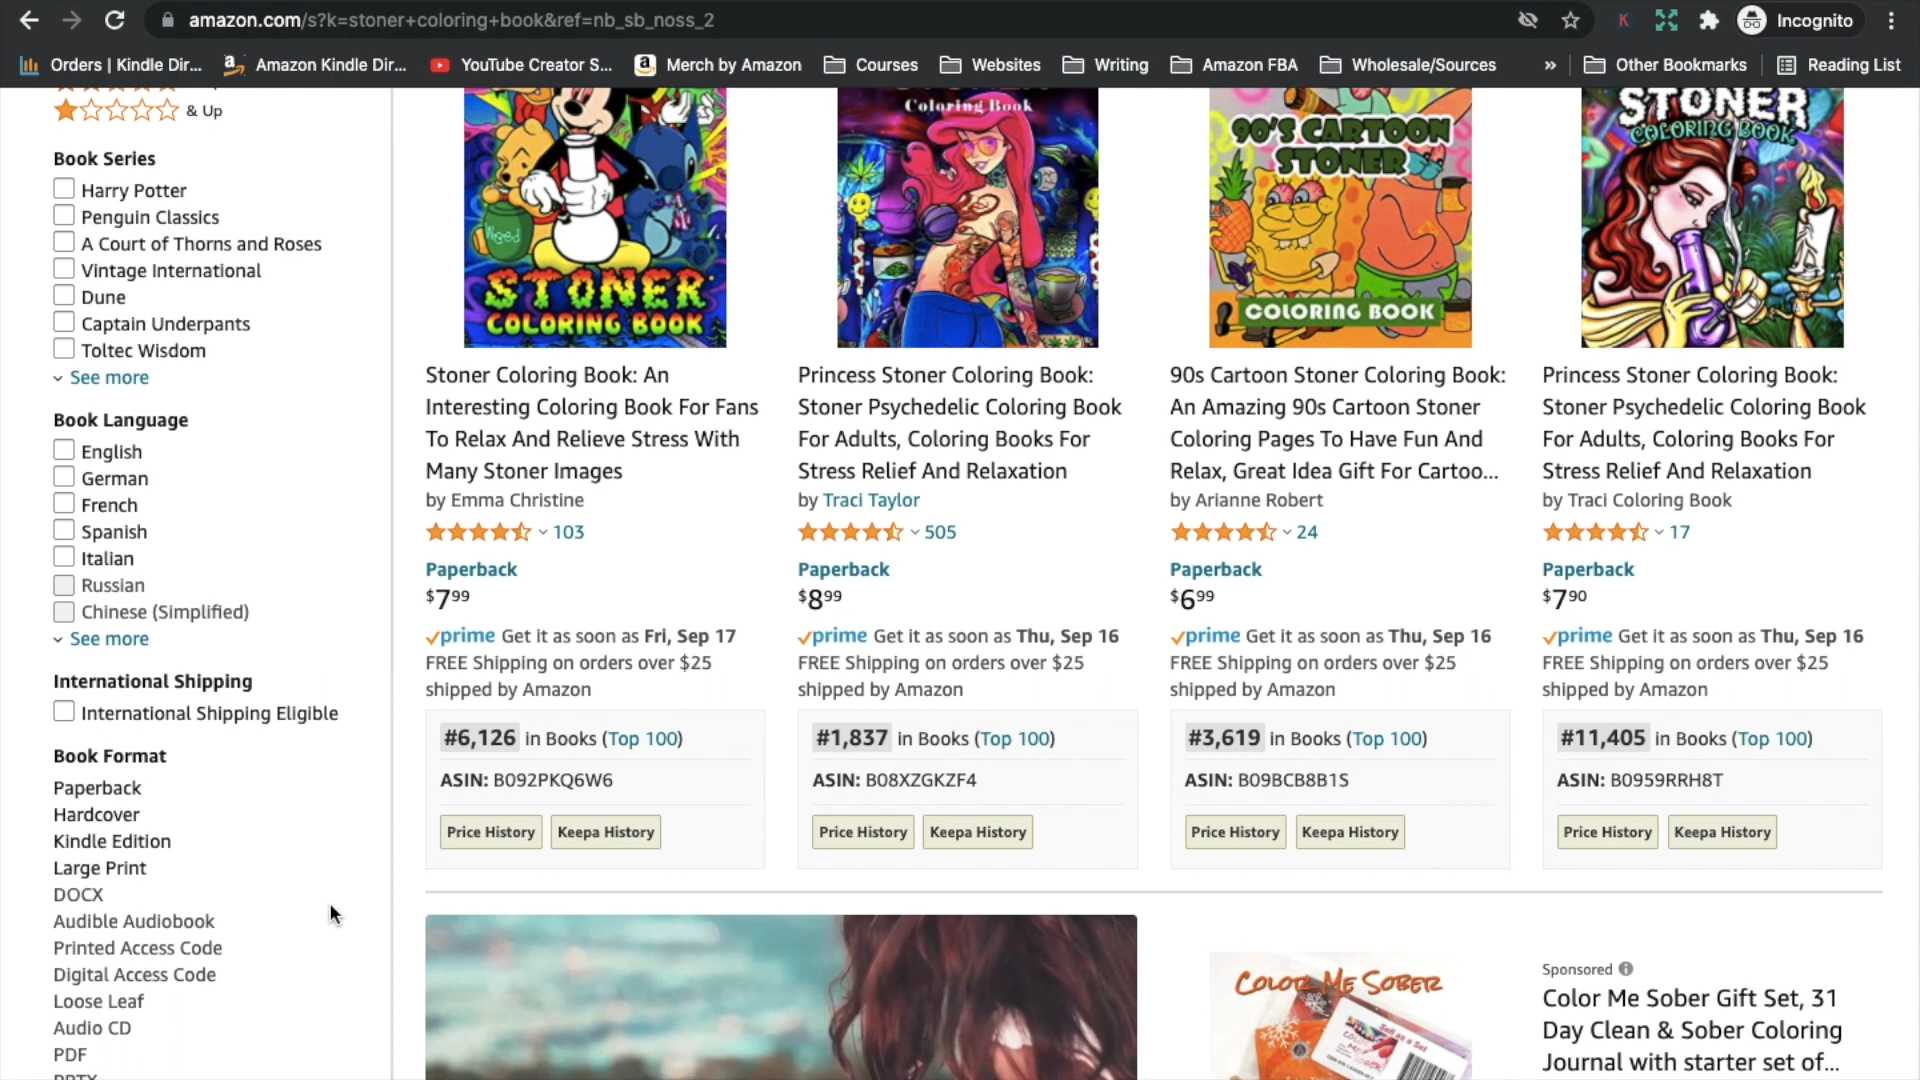 amazon.com/s?k=stoner+coloring+book&ref=nb_sb_noss_2
Incognito
Orders | Kindle Dir...
Amazon Kindle Dir...
YouTube Creator S...
Merch by Amazon
Courses
Websites
Writing
Amazon FBA
Wholesale/Sources
»
Other Bookmarks
Reading List
& Up
Book Series
Harry Potter
Penguin Classics
A Court of Thorns and Roses
Vintage International
Dune
Captain Underpants
Toltec Wisdom
See more
Book Language
English
German
French
Spanish
Italian
Russian
Chinese (Simplified)
See more
International Shipping
International Shipping Eligible
Book Format
Paperback
Hardcover
Kindle Edition
Large Print
DOCX
Audible Audiobook
Printed Access Code
Digital Access Code
Loose Leaf
Audio CD
PDF
Weed
STONER
COLORING BOOK
Stoner Coloring Book: An
Interesting Coloring Book For Fans
To Relax And Relieve Stress With
Many Stoner Images
by Emma Christine
103
Paperback
$7.99
prime Get it as soon as Fri, Sep 17
FREE Shipping on orders over $25
shipped by Amazon
#6,126 in Books (Top 100)
ASIN: B092PKQ6W6
Price History
Keepa History
Coloring Book
Princess Stoner Coloring Book:
Stoner Psychedelic Coloring Book
For Adults, Coloring Books For
Stress Relief And Relaxation
by Traci Taylor
505
Paperback
$8.99
prime Get it as soon as Thu, Sep 16
FREE Shipping on orders over $25
shipped by Amazon
#1,837 in Books (Top 100)
ASIN: B08XZGKZF4
Price History
Keepa History
90'S CARTOON
STONER
COLORING BOOK
90s Cartoon Stoner Coloring Book:
An Amazing 90s Cartoon Stoner
Coloring Pages To Have Fun And
Relax, Great Idea Gift For Cartoo...
by Arianne Robert
24
Paperback
$6.99
prime Get it as soon as Thu, Sep 16
FREE Shipping on orders over $25
shipped by Amazon
#3,619 in Books (Top 100)
ASIN: B09BCB8B1S
Price History
Keepa History
STONER
COLORING BOOK
Princess Stoner Coloring Book:
Stoner Psychedelic Coloring Book
For Adults, Coloring Books For
Stress Relief And Relaxation
by Traci Coloring Book
17
Paperback
$7.90
prime Get it as soon as Thu, Sep 16
FREE Shipping on orders over $25
shipped by Amazon
#11,405 in Books (Top 100)
ASIN: B0959RRH8T
Price History
Keepa History
COLOR ME SOBER
Sell as a Set
Sponsored
Color Me Sober Gift Set, 31
Day Clean & Sober Coloring
Journal with starter set of...